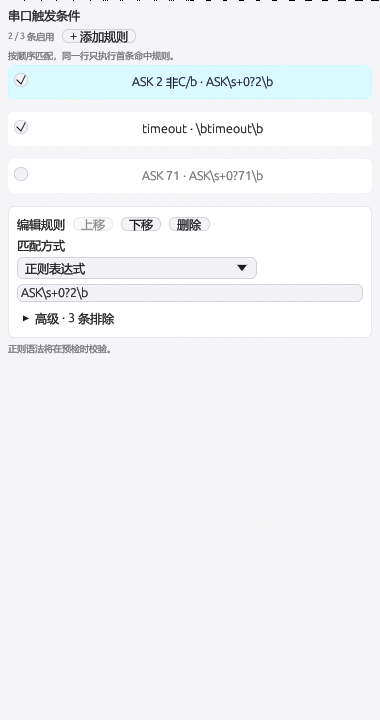 串口触发条件
2 / 3 条启用 + 添加规则
按顺序匹配，同一行只执行首条命中规则。
ASK 2 非C/b · ASK\s+0?2\b
timeout · \btimeout\b
ASK 71 · ASK\s+0?71\b
编辑规则 上移 下移 删除
匹配方式
正则表达式
ASK\s+0?2\b
高级 · 3 条排除
正则语法将在预检时校验。